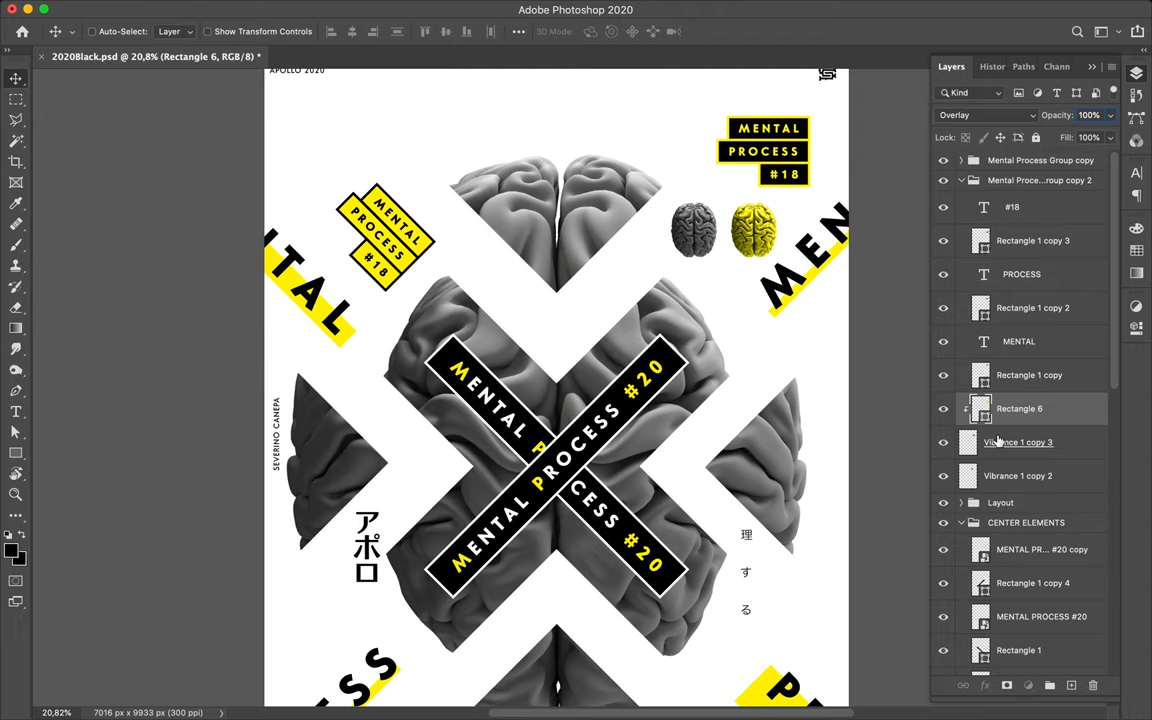 Adobe Photoshop 2020
Auto-Select:
Layer
Show Transform Controls
3D Mode:
2020Black.psd @ 20,8% (Rectangle 6, RGB/8) *
APOLLO 2020
MENTAL
PROCESS
#18
MENTAL
PROCESS
#18
NTAL
MEN
MENTAL P
CESS #20
MENTAL PROCESS #20
SEVERINO CANEPA
アポロ
理
す
る
ESS
P
20,82%
7016 px x 9933 px (300 ppi)
Layers
Histor
Paths
Chann
Kind
Overlay
Opacity:
100%
Lock:
Fill:
100%
Mental Process Group copy
Mental Proce...roup copy 2
#18
Rectangle 1 copy 3
PROCESS
Rectangle 1 copy 2
MENTAL
Rectangle 1 copy
Rectangle 6
Vibrance 1 copy 3
Vibrance 1 copy 2
Layout
CENTER ELEMENTS
MENTAL PR... #20 copy
Rectangle 1 copy 4
MENTAL PROCESS #20
Rectangle 1